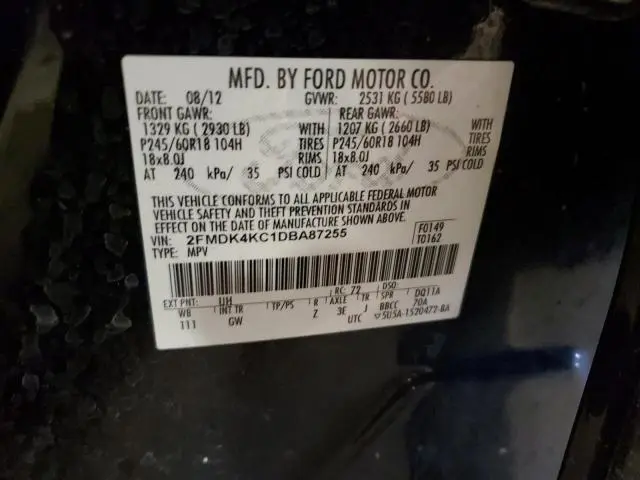 MFD. BY FORD MOTOR CO.
DATE: 08/12 GVWR: 2531 KG ( 5580 LB)
FRONT GAWR: REAR GAWR:
1329 KG ( 2930 LB) WITH 1207 KG ( 2660 LB) WITH
P245/60R18 104H TIRES P245/60R18 104H TIRES
18x8.0J RIMS 18x8.0J RIMS
AT 240 kPa/ 35 PSI COLD AT 240 kPa/ 35 PSI COLD
THIS VEHICLE CONFORMS TO ALL APPLICABLE FEDERAL MOTOR
VEHICLE SAFETY AND THEFT PREVENTION STANDARDS IN
EFFECT ON THE DATE OF MANUFACTURE SHOWN ABOVE.
VIN: 2FMDK4KC1DBA87255 F0149
TYPE: MPV T0162
EXT PNT: UH RC: 72 DSO:
WB INT TR TP/PS R AXLE TR SPR DQ11A
111 GW Z 3E J BBCC 70A
UTC 5U5A-1520472-BA